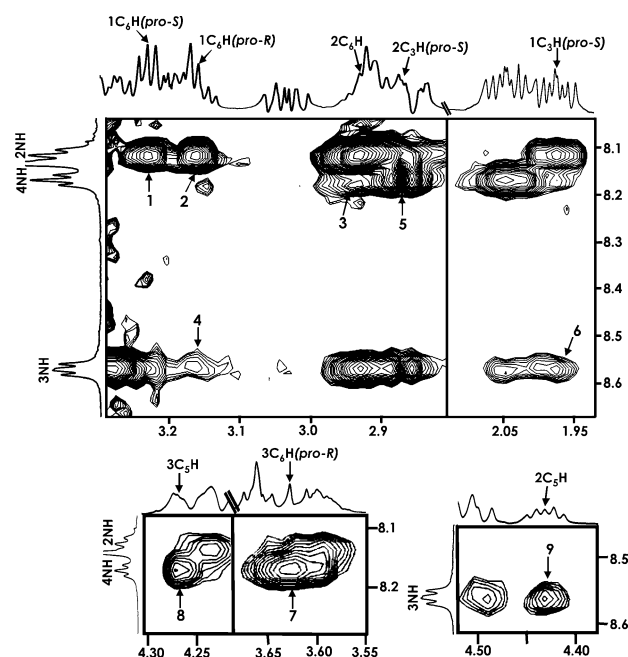 1C₆H(pro-S)
1C₆H(pro-R)
2C₆H
2C₃H(pro-S)
1C₃H(pro-S)
4NH 2NH
3NH
1
2
3
5
4
6
8.1
8.2
8.3
8.4
8.5
8.6
3.2 3.1 3.0 2.9 2.05 1.95
3C₅H
3C₆H(pro-R)
2C₅H
4NH 2NH
8
7
8.1
8.2
4.30 4.25 3.65 3.60 3.55
3NH
9
8.5
8.6
4.50 4.40